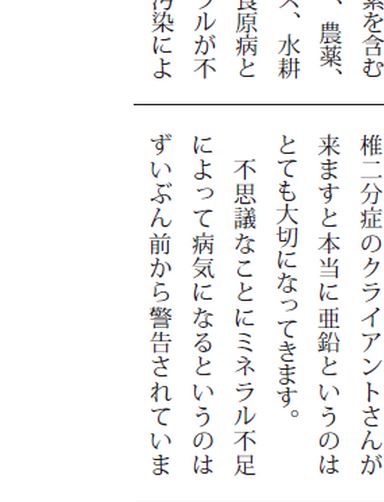 を含む
、農薬、
、水耕
原病と
ラルが不
汚染によ
椎二分症のクライアントさんが
来ますと本当に亜鉛というのは
とても大切になってきます。
不思議なことにミネラル不足
によって病気になるというのは
ずいぶん前から警告されていま